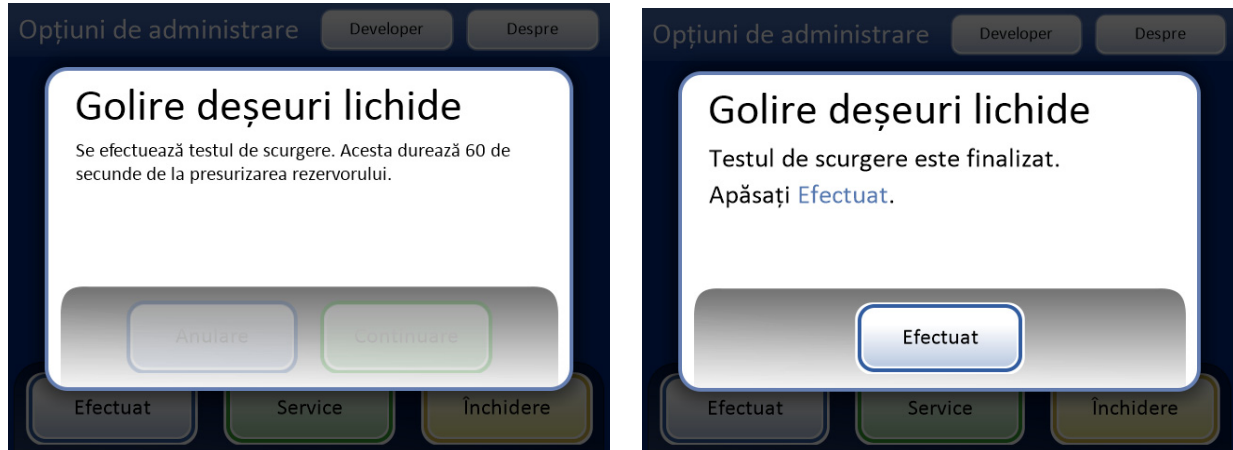 Opțiuni de administrare
Developer
Despre
Golire deșeuri lichide
Se efectuează testul de scurgere. Acesta durează 60 de
secunde de la presurizarea rezervorului.
Anulare
Continuare
Efectuat
Service
Închidere
Opțiuni de administrare
Developer
Despre
Golire deșeuri lichide
Testul de scurgere este finalizat.
Apăsați Efectuat.
Efectuat
Efectuat
Service
Închidere